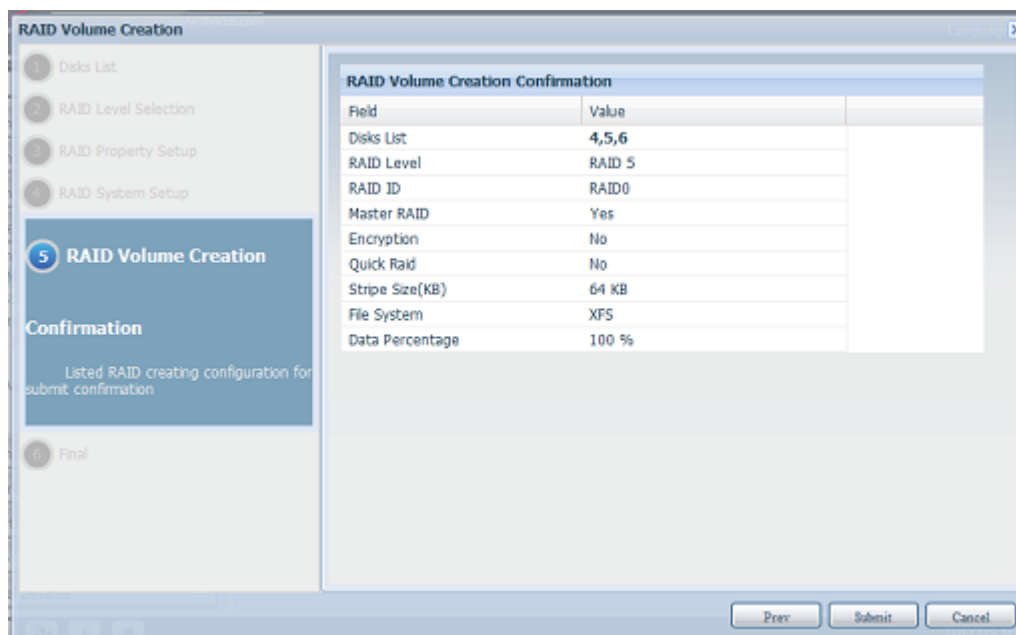 RAID Volume Creation
1 Disks List
2 RAID Level Selection
3 RAID Property Setup
4 RAID System Setup
5 RAID Volume Creation
Confirmation
Listed RAID creating configuration for
submit confirmation
6 Final
RAID Volume Creation Confirmation
Field Value
Disks List 4,5,6
RAID Level RAID 5
RAID ID RAID0
Master RAID Yes
Encryption No
Quick Raid No
Stripe Size(KB) 64 KB
File System XFS
Data Percentage 100 %
Prev Submit Cancel